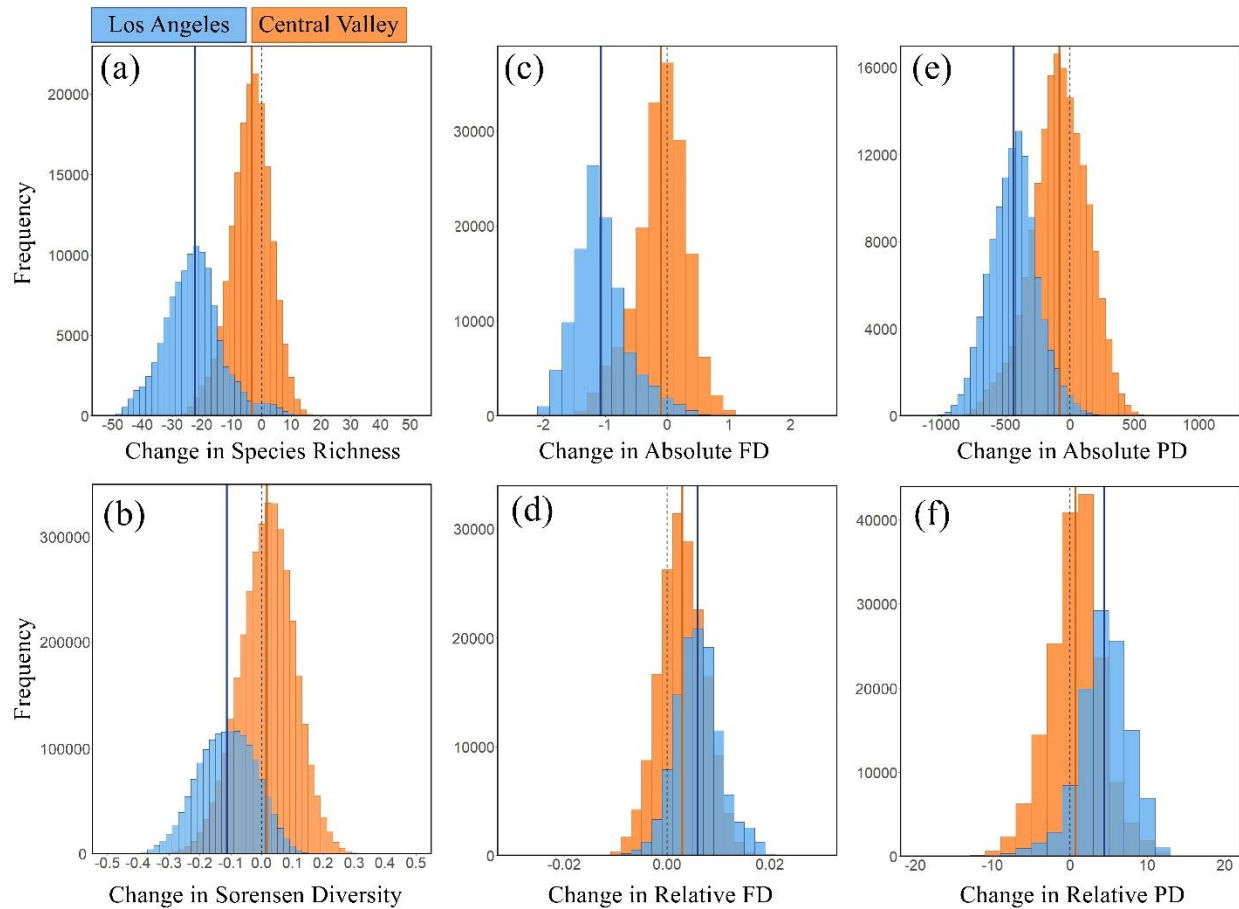 Los Angeles Central Valley
(a)
20000
15000
10000
5000
0
Frequency
-50 -40 -30 -20 -10 0 10 20 30 40 50
Change in Species Richness
(c)
30000
20000
10000
0
-2 -1 0 1 2
Change in Absolute FD
(e)
16000
12000
8000
4000
0
-1000 -500 0 500 1000
Change in Absolute PD
(b)
300000
200000
100000
0
Frequency
-0.5 -0.4 -0.3 -0.2 -0.1 0.0 0.1 0.2 0.3 0.4 0.5
Change in Sorensen Diversity
(d)
30000
20000
10000
0
-0.02 0.00 0.02
Change in Relative FD
(f)
40000
30000
20000
10000
0
-20 -10 0 10 20
Change in Relative PD